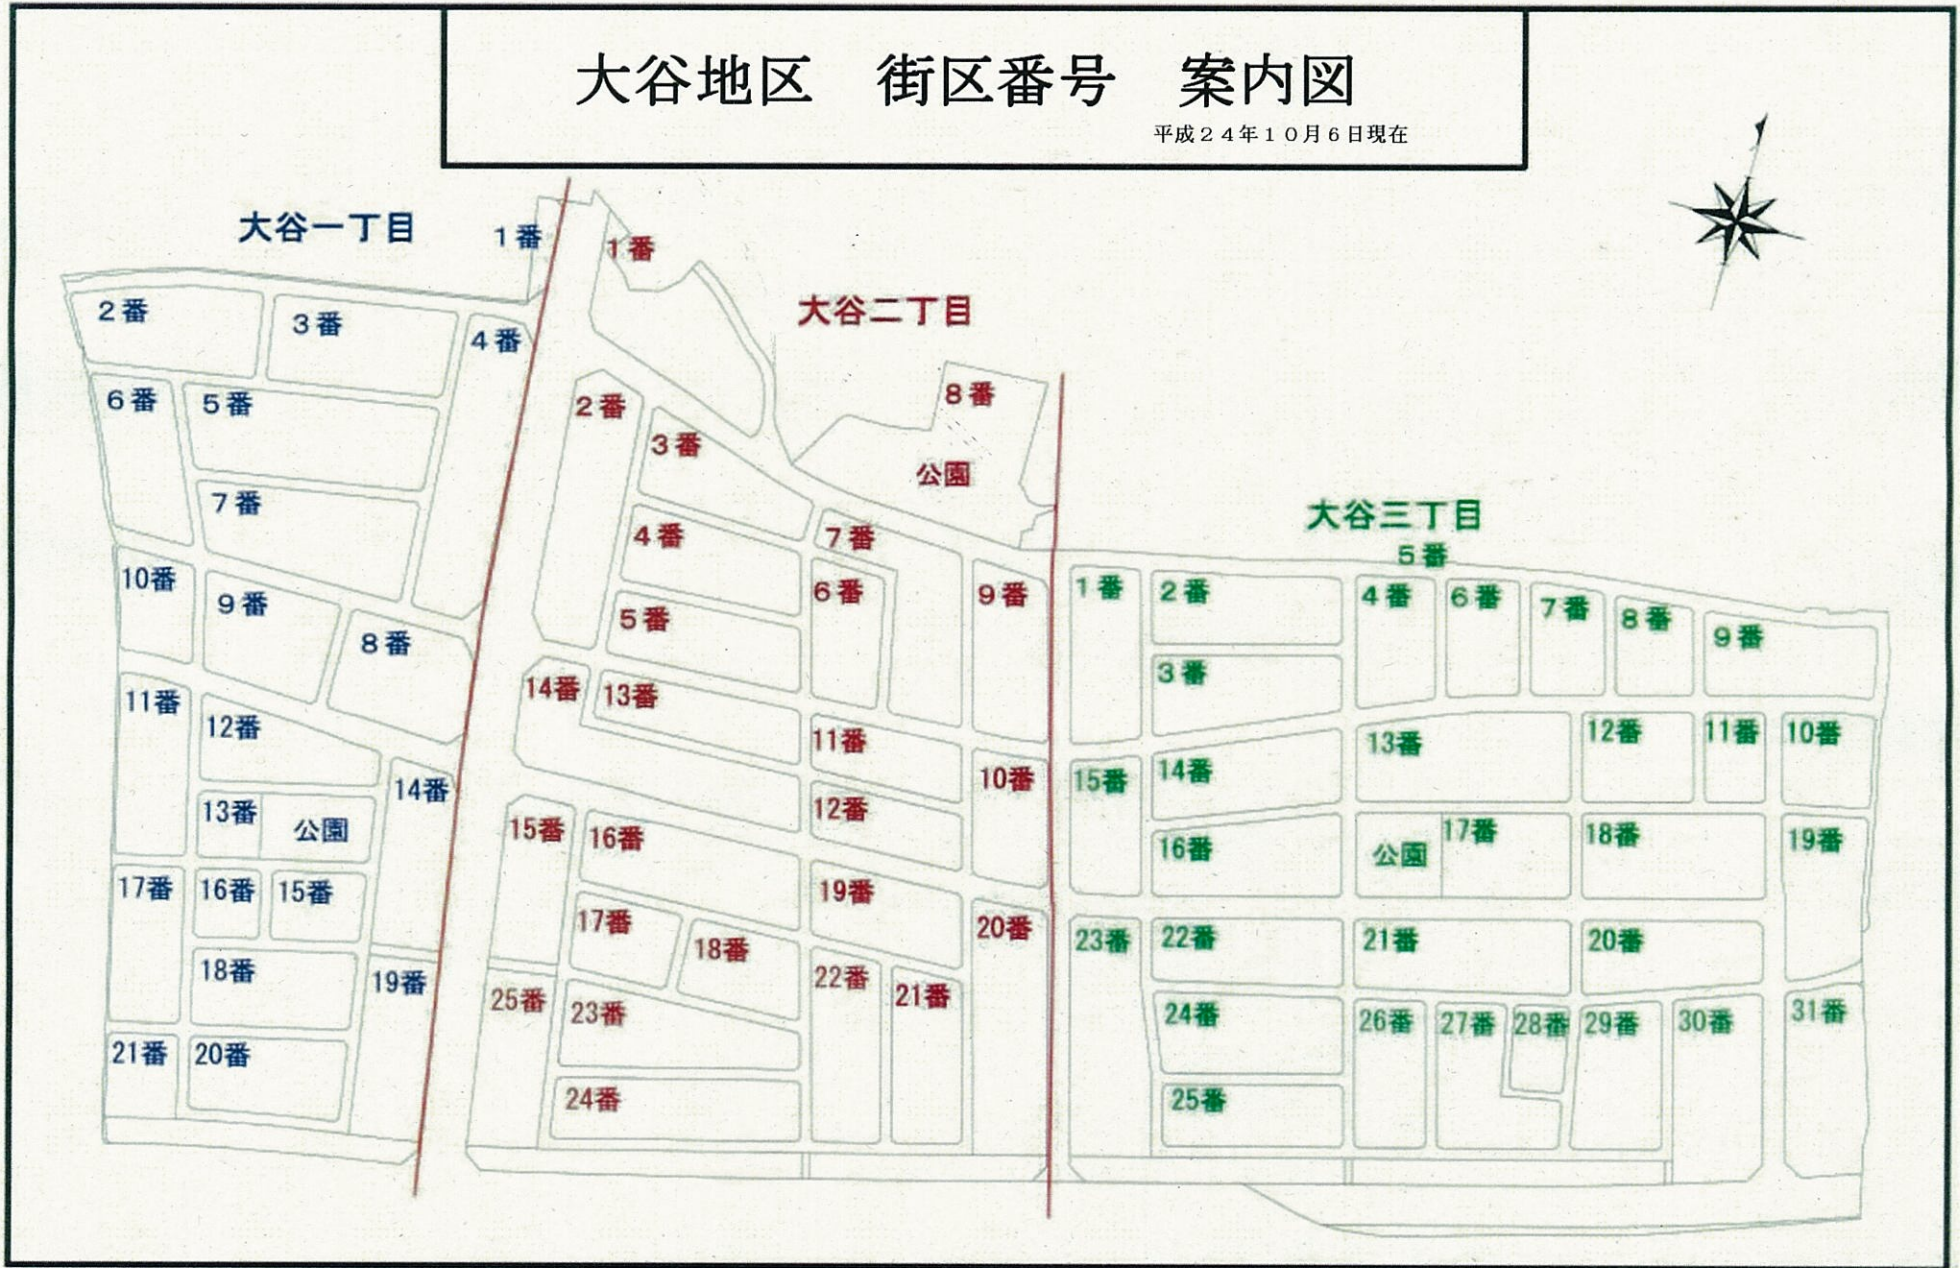 大谷地区　街区番号　案内図
平成２４年１０月６日現在
大谷一丁目
1番
2番
3番
4番
6番
5番
7番
10番
9番
8番
11番
12番
14番
13番
公園
17番
16番
15番
18番
19番
21番
20番
大谷二丁目
1番
8番
公園
2番
3番
4番
7番
6番
5番
9番
14番
13番
11番
10番
12番
15番
16番
19番
17番
18番
20番
22番
21番
25番
23番
24番
大谷三丁目
5番
1番
2番
4番
6番
7番
8番
9番
3番
13番
12番
11番
10番
15番
14番
16番
公園
17番
18番
19番
23番
22番
21番
20番
24番
26番
27番
28番
29番
30番
31番
25番